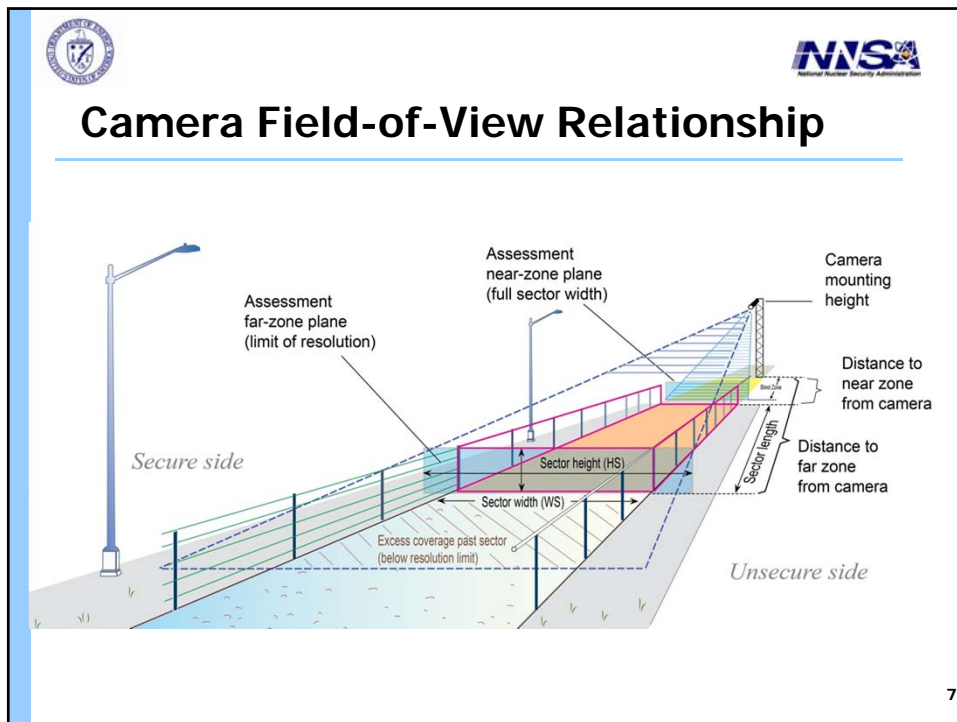 NNSA
National Nuclear Security Administration
Camera Field-of-View Relationship
Assessment
near-zone plane
(full sector width)
Camera
mounting
height
Assessment
far-zone plane
(limit of resolution)
Blind Zone
Distance to
near zone
from camera
Sector length
Distance to
far zone
from camera
Secure side
Sector height (HS)
Sector width (WS)
Excess coverage past sector
(below resolution limit)
Unsecure side
7